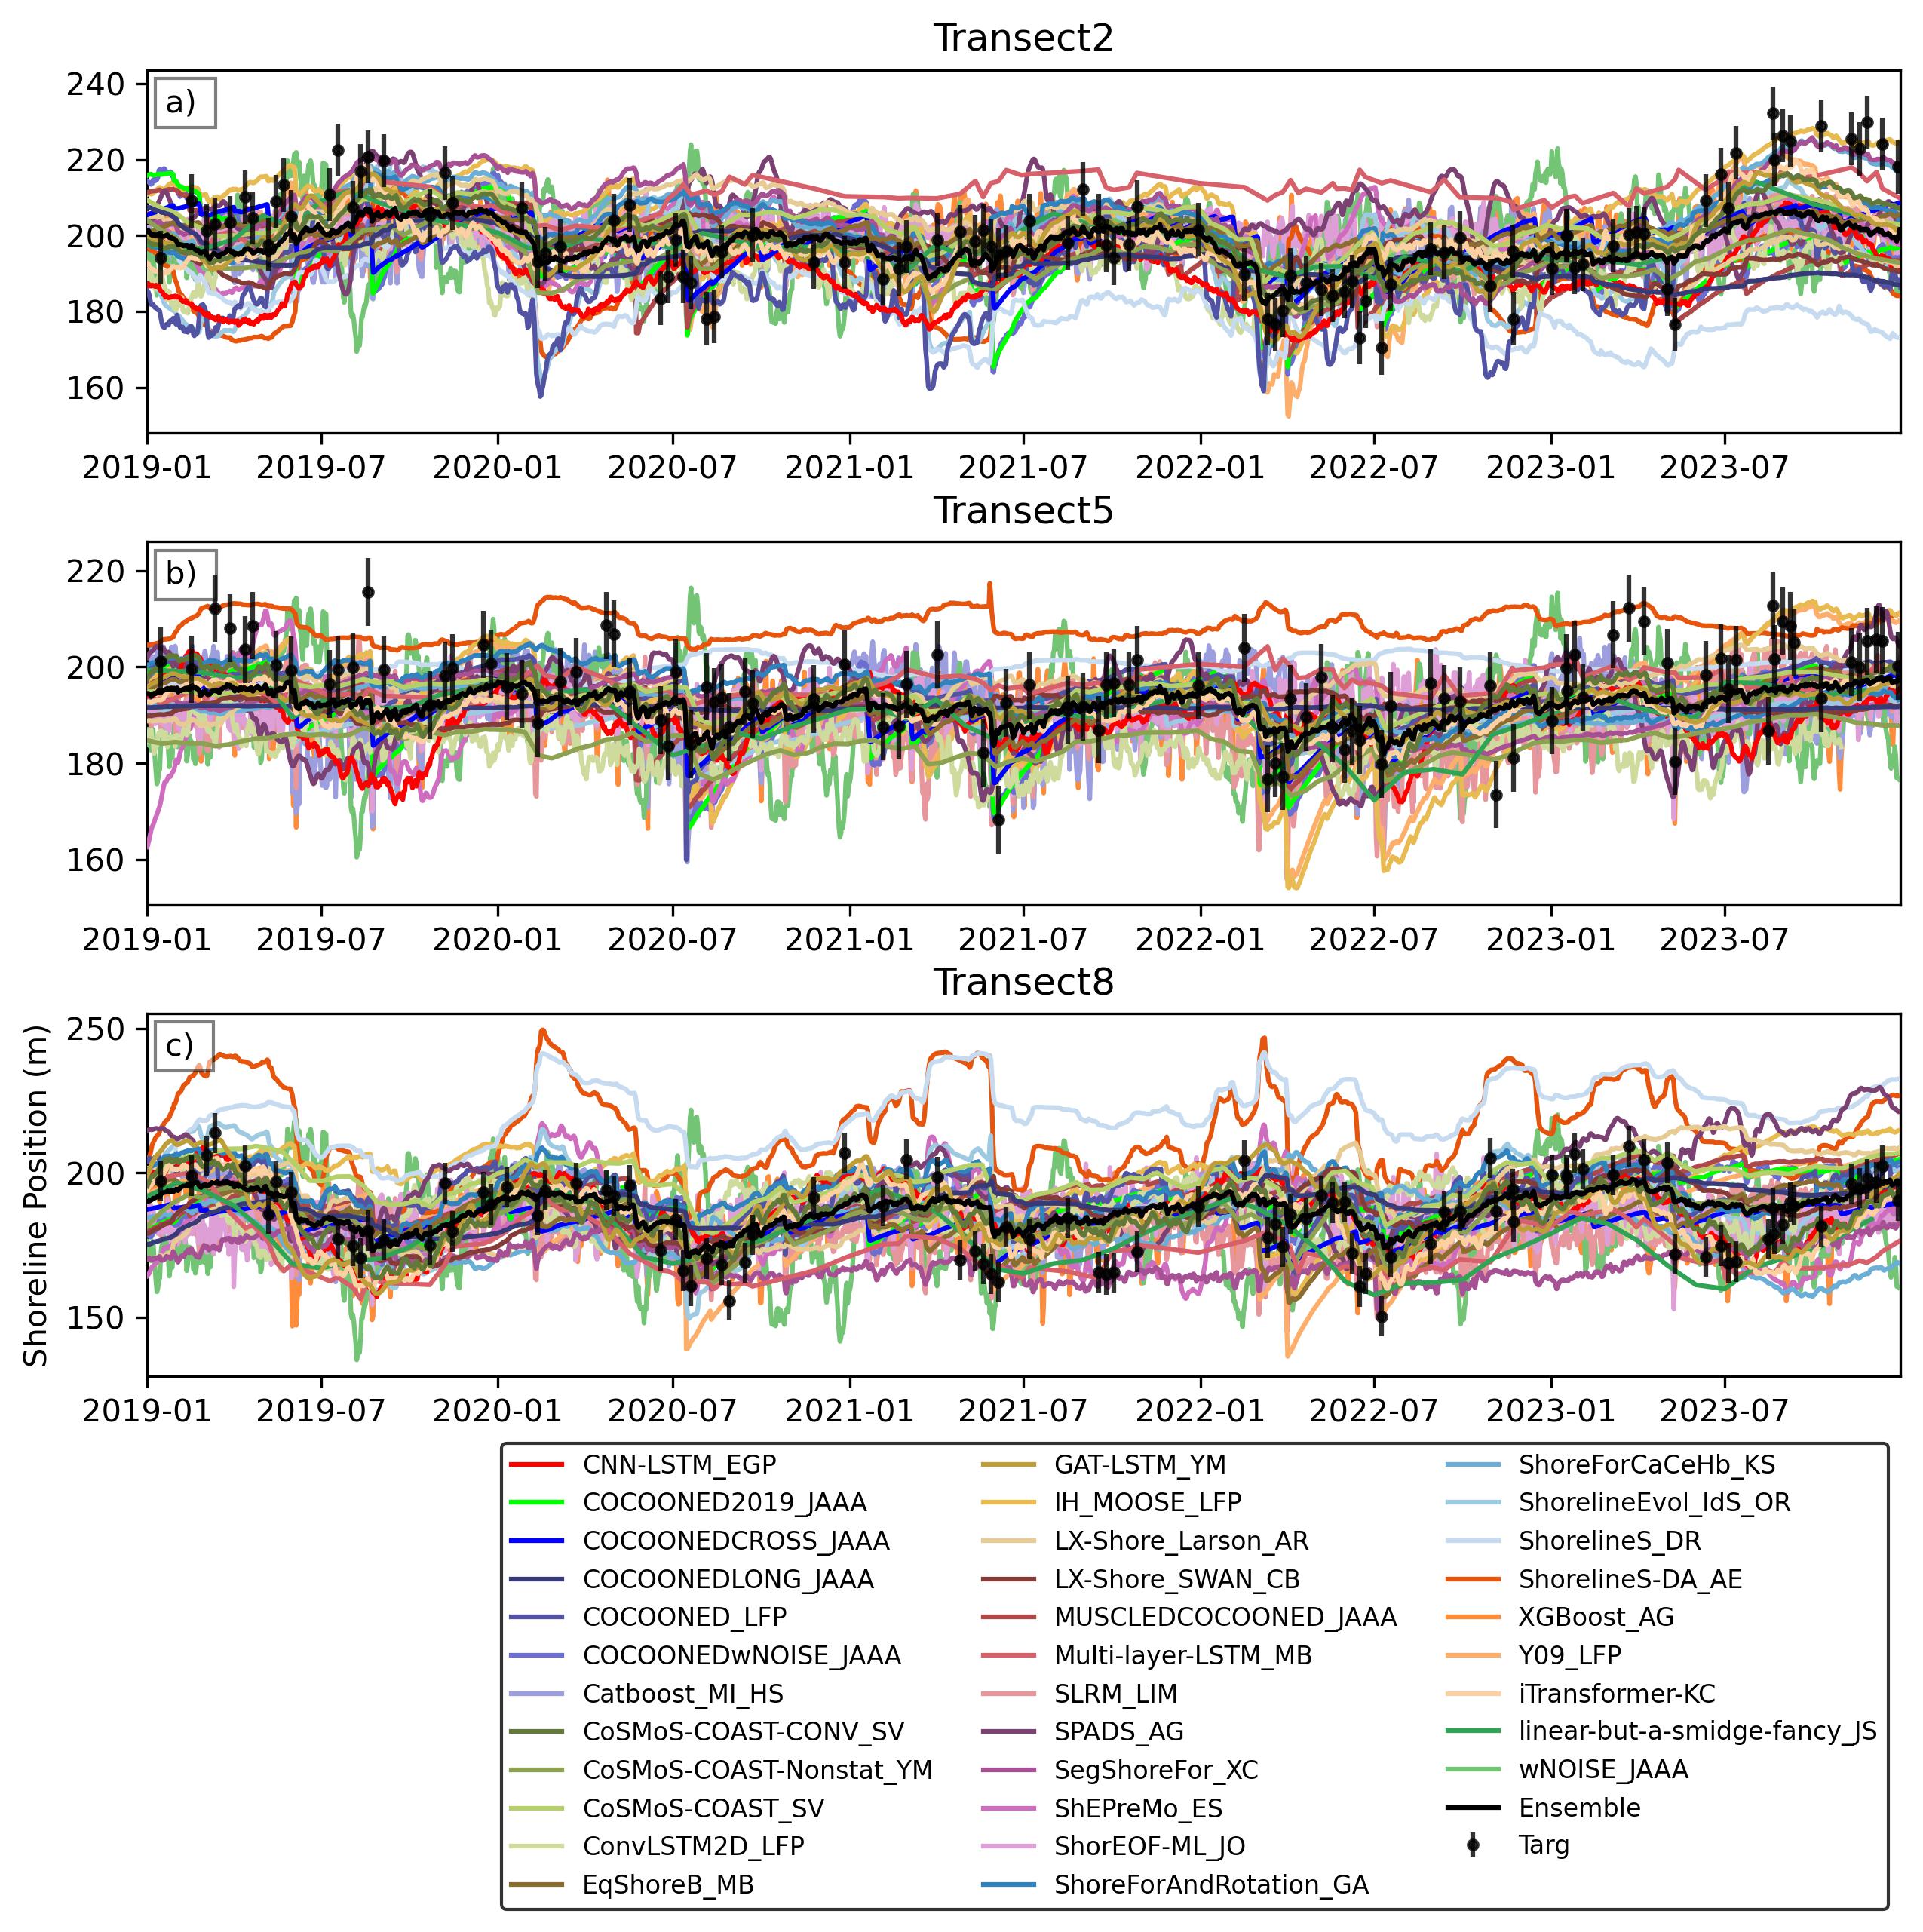 Transect2
a)
240
220
200
180
160
2019-01 2019-07 2020-01 2020-07 2021-01 2021-07 2022-01 2022-07 2023-01 2023-07
Transect5
b)
220
200
180
160
2019-01 2019-07 2020-01 2020-07 2021-01 2021-07 2022-01 2022-07 2023-01 2023-07
Transect8
c)
Shoreline Position (m)
250
200
150
2019-01 2019-07 2020-01 2020-07 2021-01 2021-07 2022-01 2022-07 2023-01 2023-07
CNN-LSTM_EGP
COCOONED2019_JAAA
COCOONEDCROSS_JAAA
COCOONEDLONG_JAAA
COCOONED_LFP
COCOONEDwNOISE_JAAA
Catboost_MI_HS
CoSMoS-COAST-CONV_SV
CoSMoS-COAST-Nonstat_YM
CoSMoS-COAST_SV
ConvLSTM2D_LFP
EqShoreB_MB
GAT-LSTM_YM
IH_MOOSE_LFP
LX-Shore_Larson_AR
LX-Shore_SWAN_CB
MUSCLEDCOCOONED_JAAA
Multi-layer-LSTM_MB
SLRM_LIM
SPADS_AG
SegShoreFor_XC
ShEPreMo_ES
ShorEOF-ML_JO
ShoreForAndRotation_GA
ShoreForCaCeHb_KS
ShorelineEvol_IdS_OR
ShorelineS_DR
ShorelineS-DA_AE
XGBoost_AG
Y09_LFP
iTransformer-KC
linear-but-a-smidge-fancy_JS
wNOISE_JAAA
Ensemble
Targ